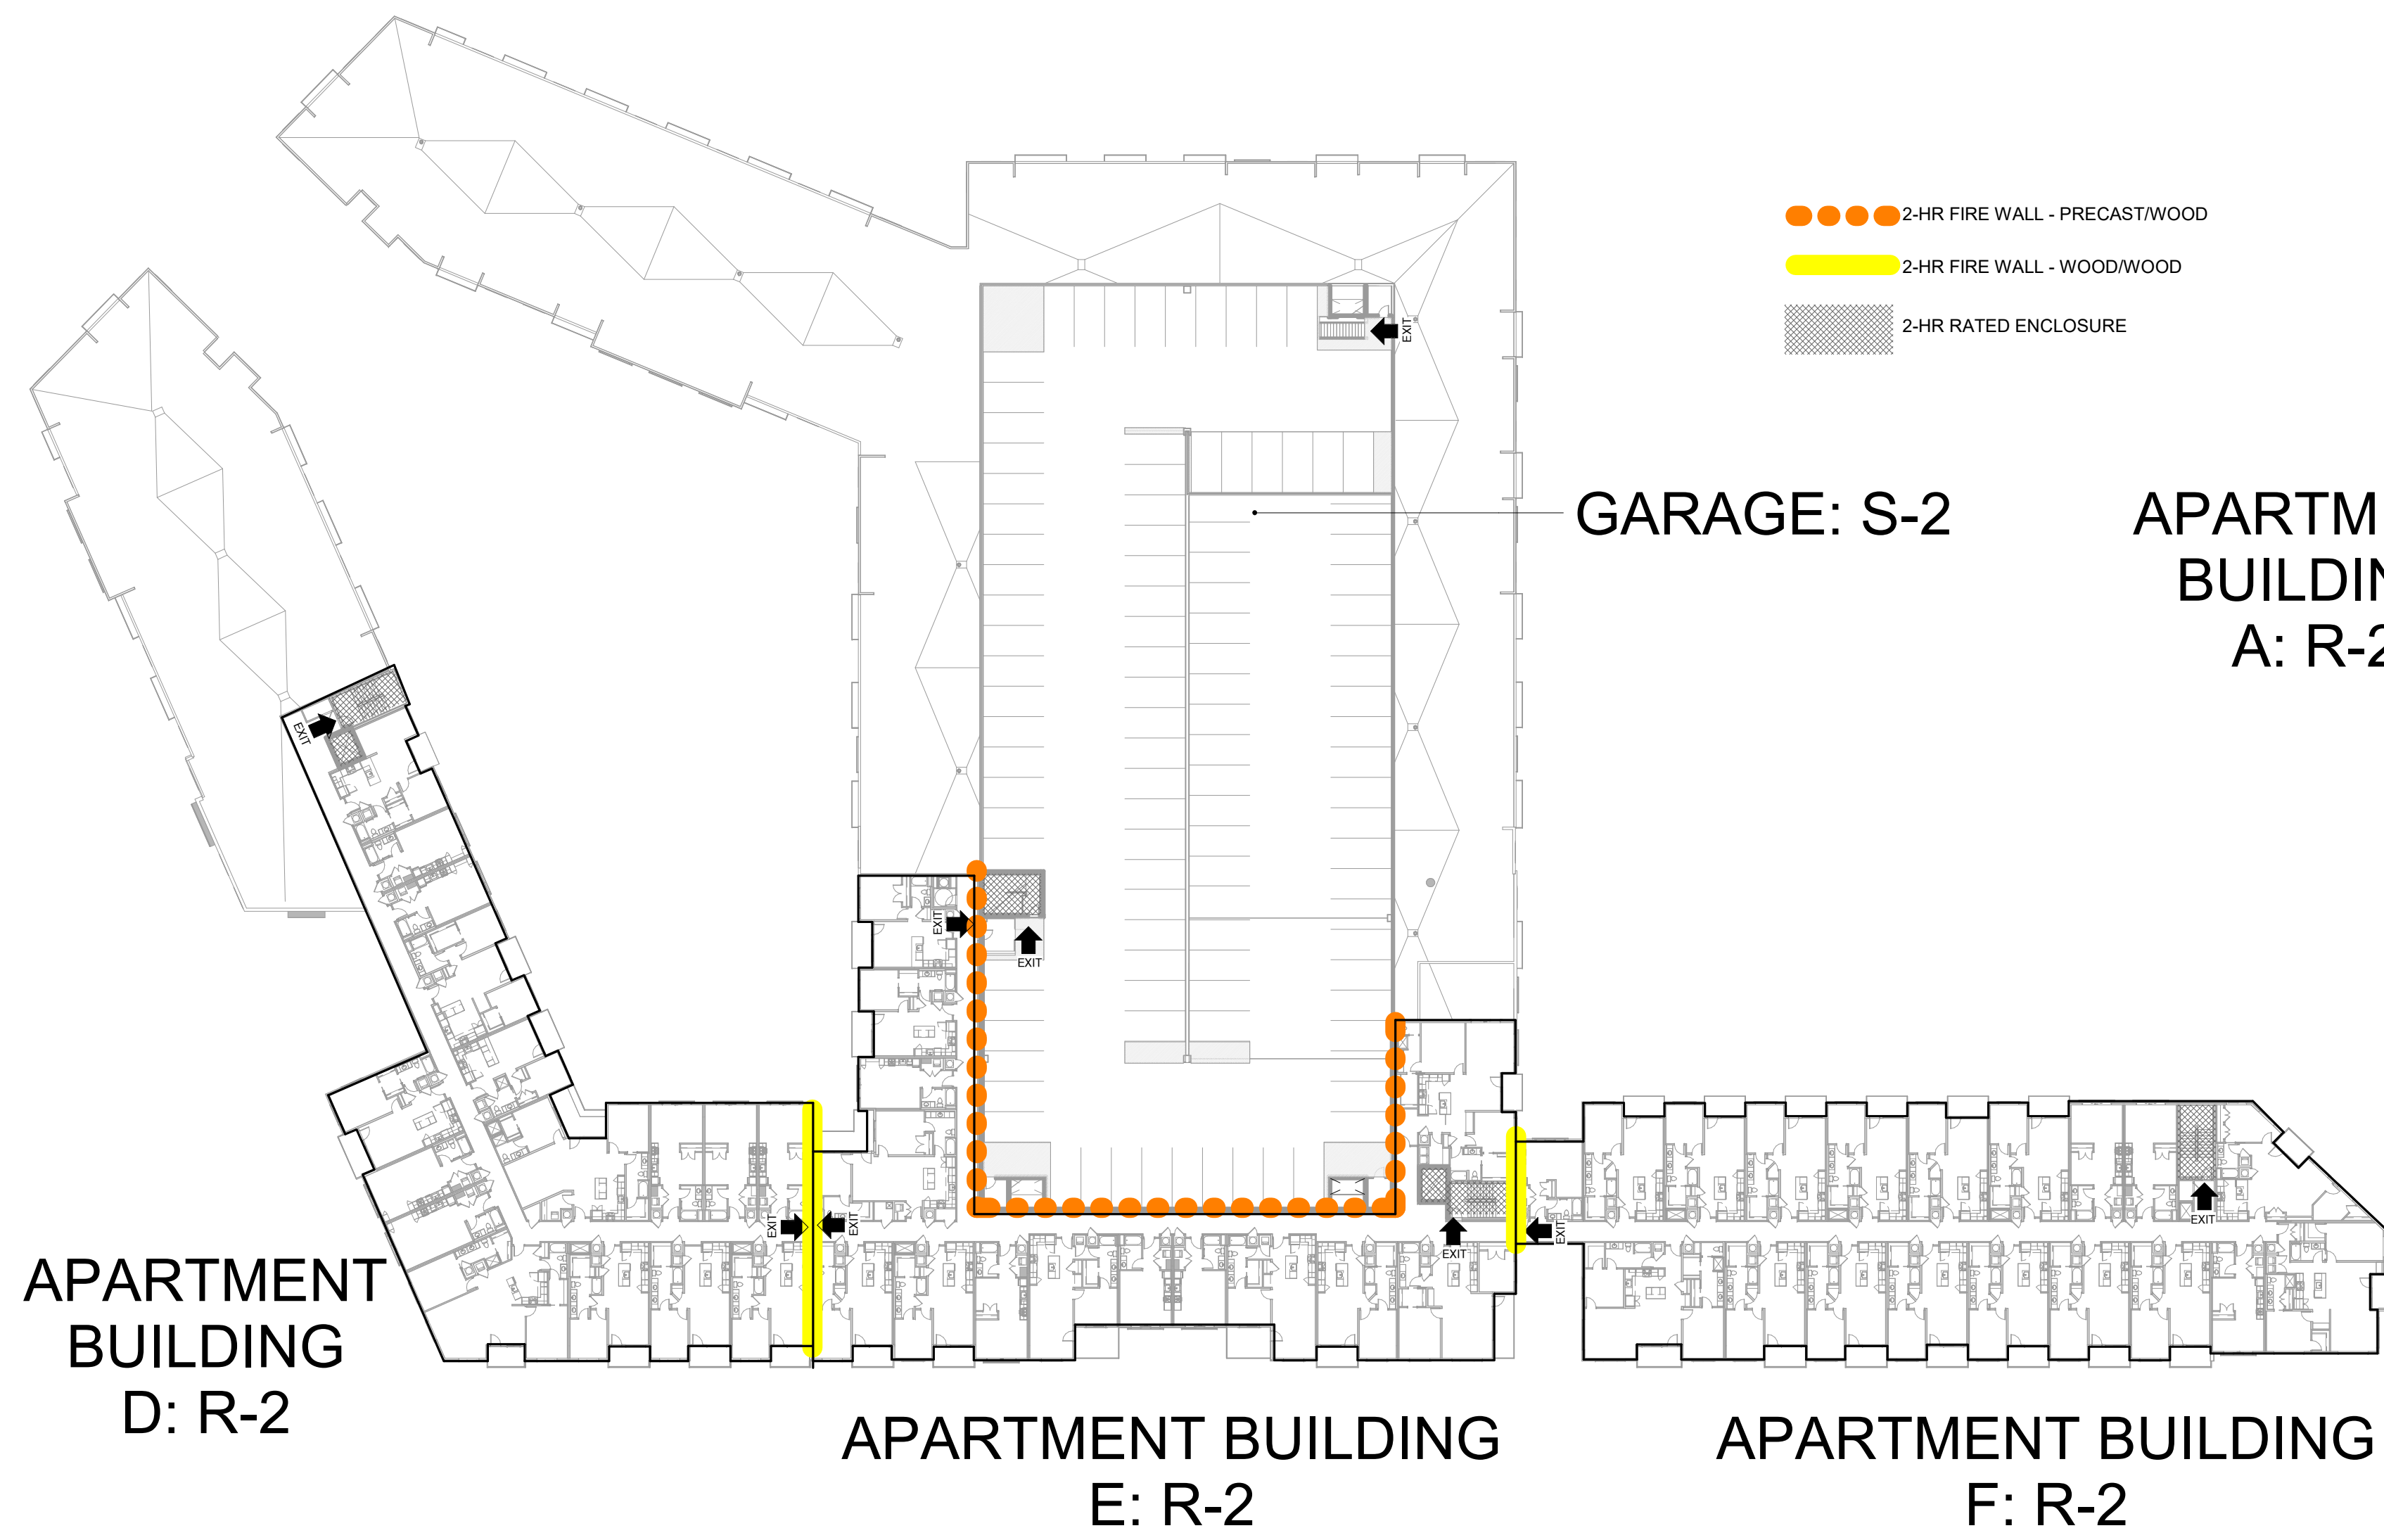 2-HR FIRE WALL - PRECAST/WOOD
2-HR FIRE WALL - WOOD/WOOD
2-HR RATED ENCLOSURE
EXIT
GARAGE: S-2
APARTM
BUILDIN
A: R-2
EXIT
EXIT
EXIT
EXIT
EXIT
EXIT
EXIT
EXIT
APARTMENT
BUILDING
D: R-2
APARTMENT BUILDING
E: R-2
APARTMENT BUILDING
F: R-2